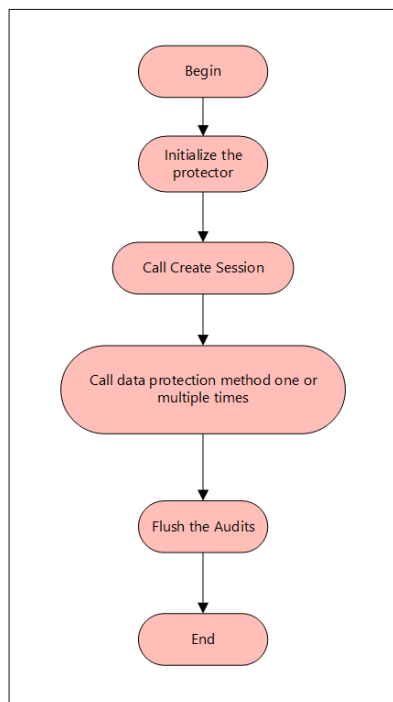 Begin
Initialize the
protector
Call Create Session
Call data protection method one or
multiple times
Flush the Audits
End